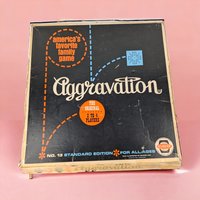 america's
favorite
family
game
Aggravation
THE
ORIGINAL
2 TO 6
PLAYERS
NO. 12 STANDARD EDITION FOR ALL AGES